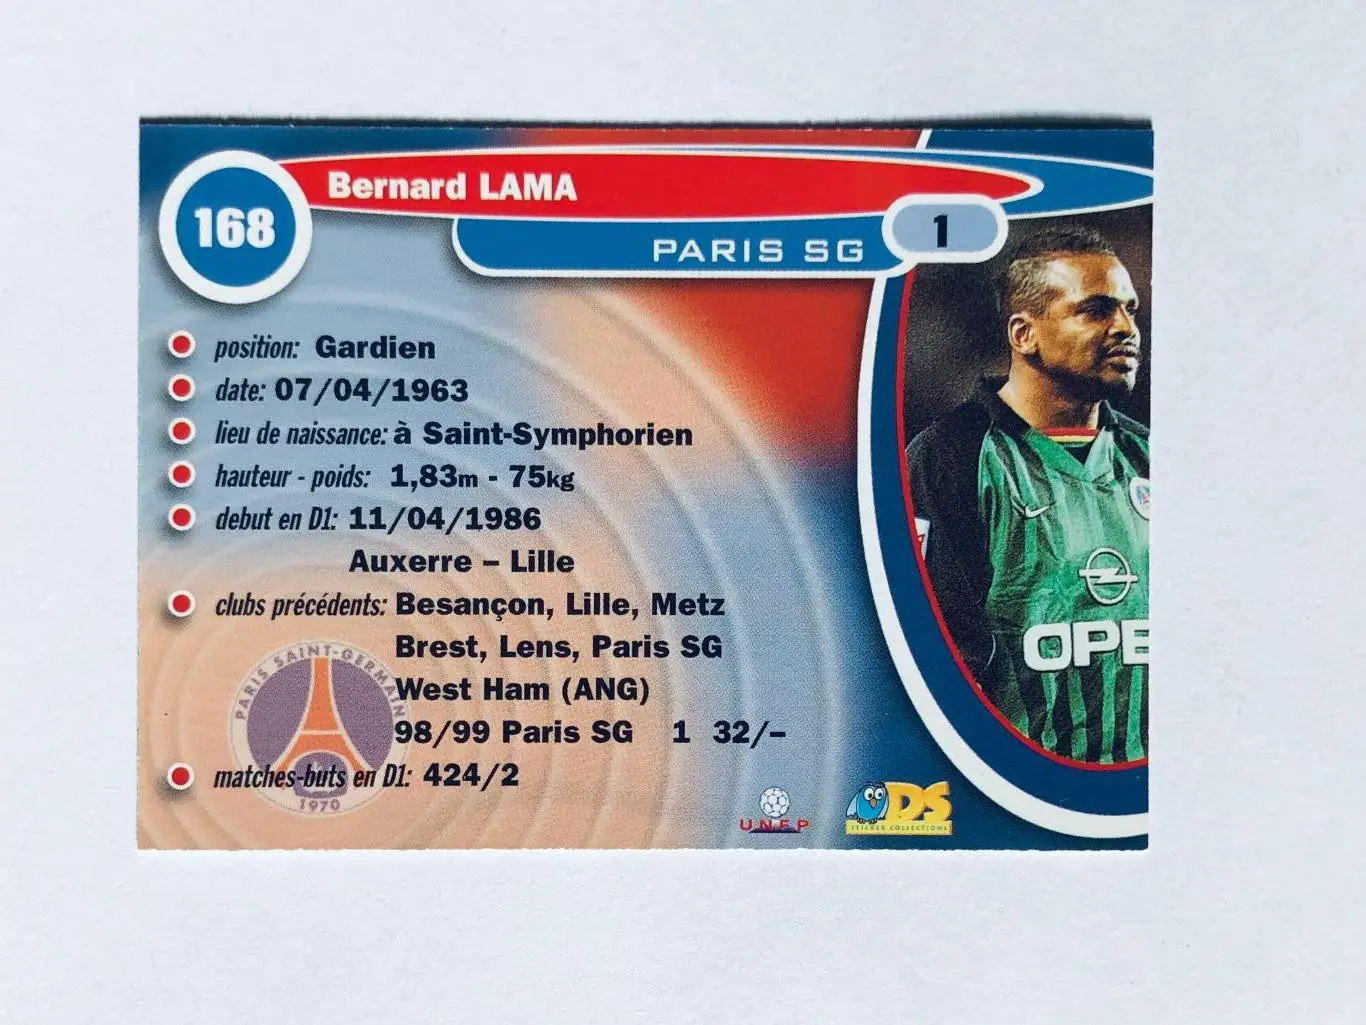 168
Bernard LAMA
PARIS SG
1
position: Gardien
date: 07/04/1963
lieu de naissance: à Saint-Symphorien
hauteur - poids: 1,83m - 75kg
debut en D1: 11/04/1986
Auxerre – Lille
clubs précédents: Besançon, Lille, Metz
Brest, Lens, Paris SG
West Ham (ANG)
98/99 Paris SG 1 32/–
matches-buts en D1: 424/2
PARIS SAINT-GERMAIN
1970
U.N.F.P
DS
STICKER COLLECTIONS
OPE